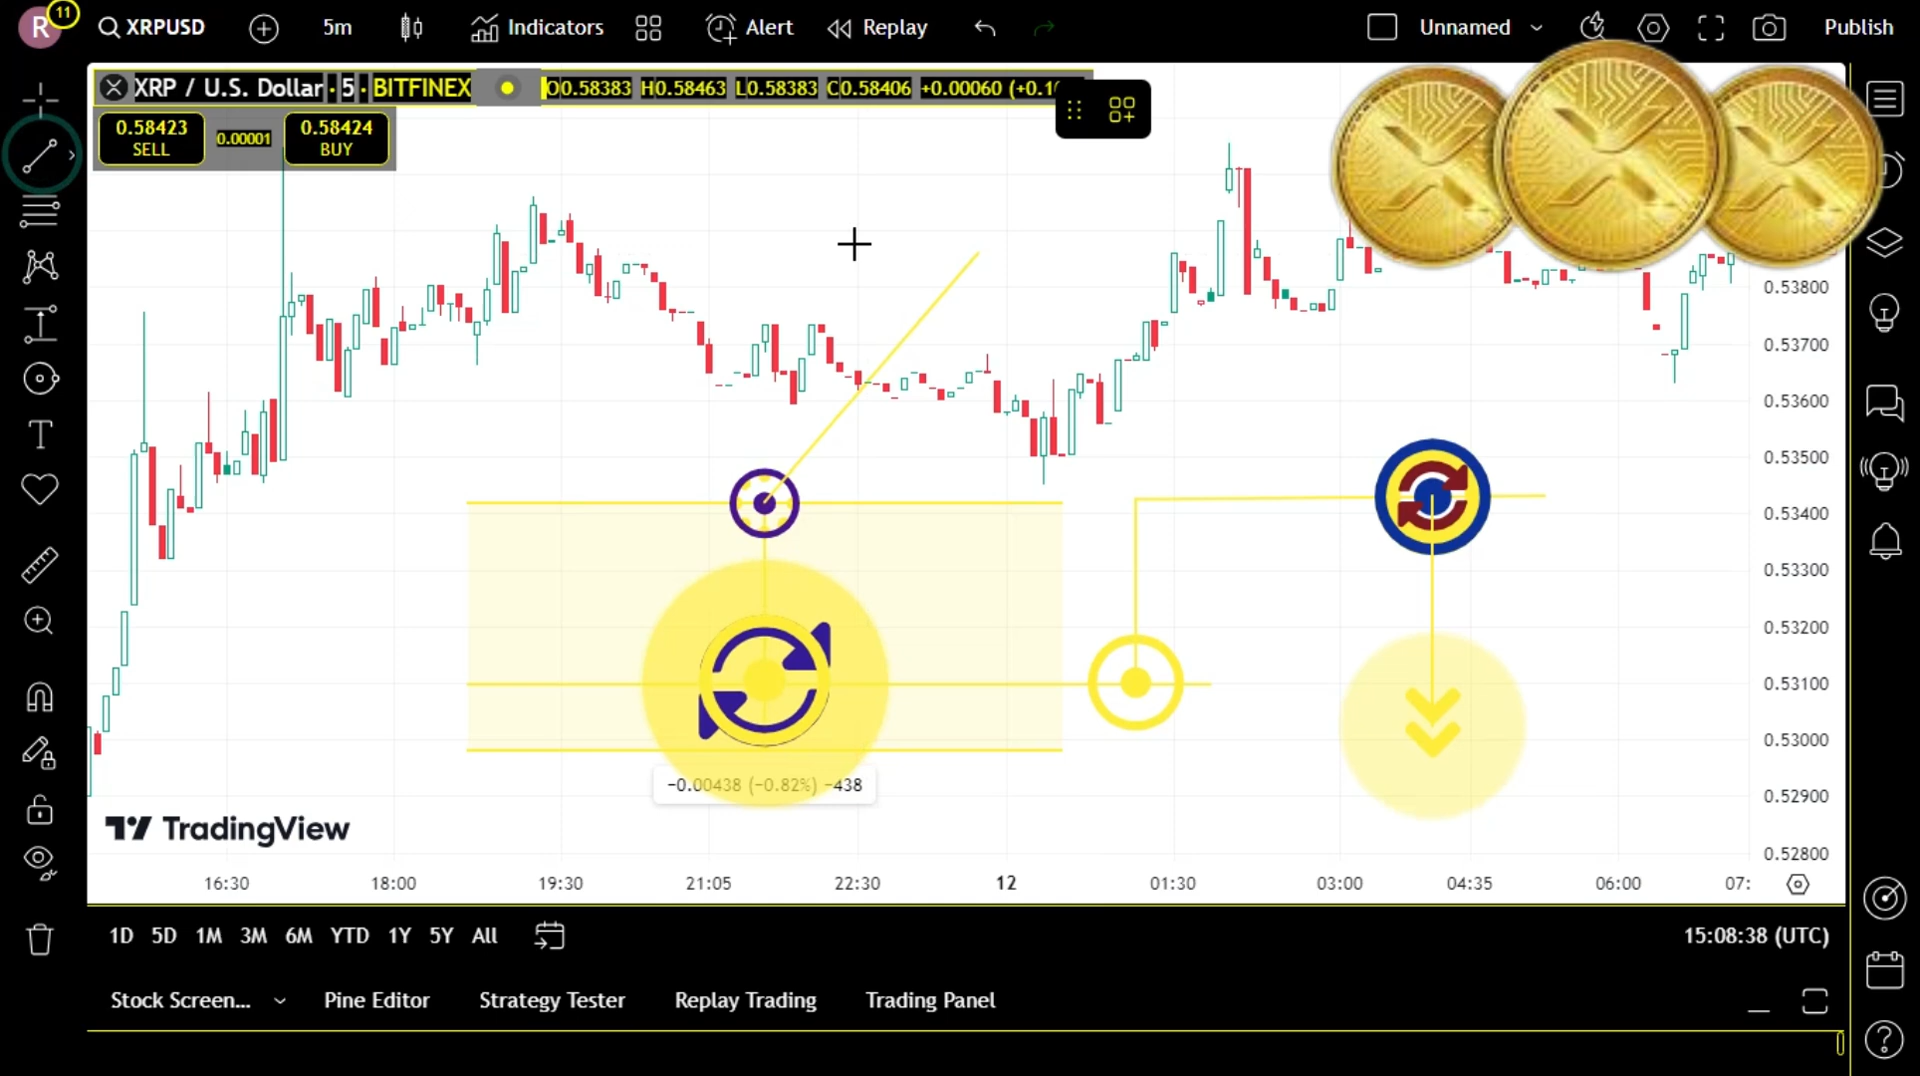 R 11 XRPUSD 5m Indicators Alert Replay Unnamed Publish
XRP / U.S. Dollar · 5 · BITFINEX O0.58383 H0.58463 L0.58383 C0.58406 +0.00060
0.58423 0.00001 0.58424
SELL BUY
0.53800
0.53700
0.53600
0.53500
0.53400
0.53300
0.53200
0.53100
0.53000
0.52900
0.52800
−0.00438 (−0.82%) −438
TradingView
16:30 18:00 19:30 21:05 22:30 12 01:30 03:00 04:35 06:00 07:
1D 5D 1M 3M 6M YTD 1Y 5Y All 15:08:38 (UTC)
Stock Screen... Pine Editor Strategy Tester Replay Trading Trading Panel